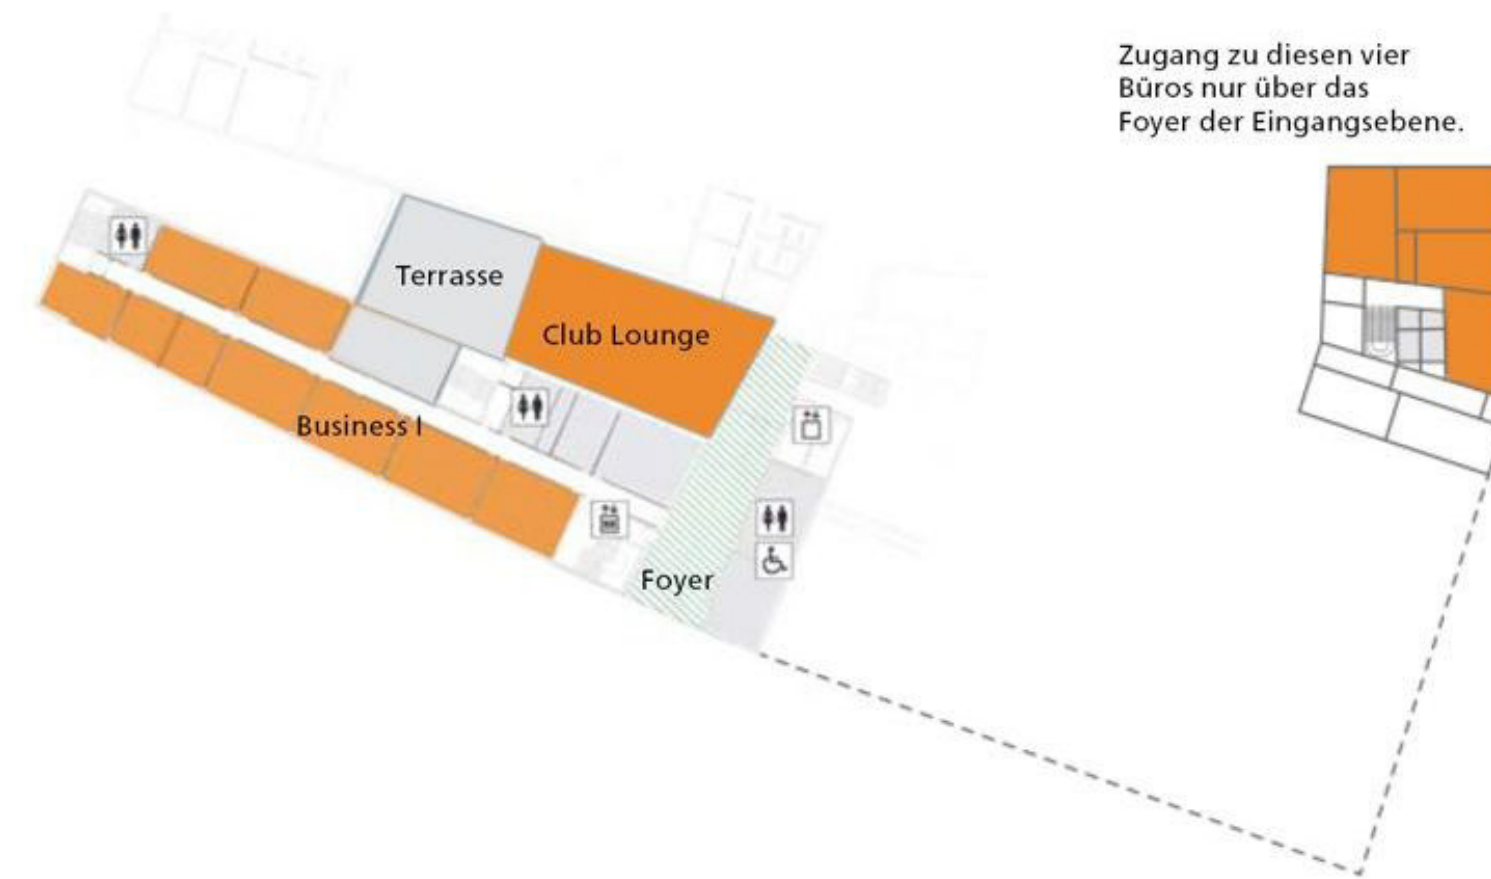 Zugang zu diesen vier
Büros nur über das
Foyer der Eingangsebene.
Terrasse
Club Lounge
Business I
Foyer